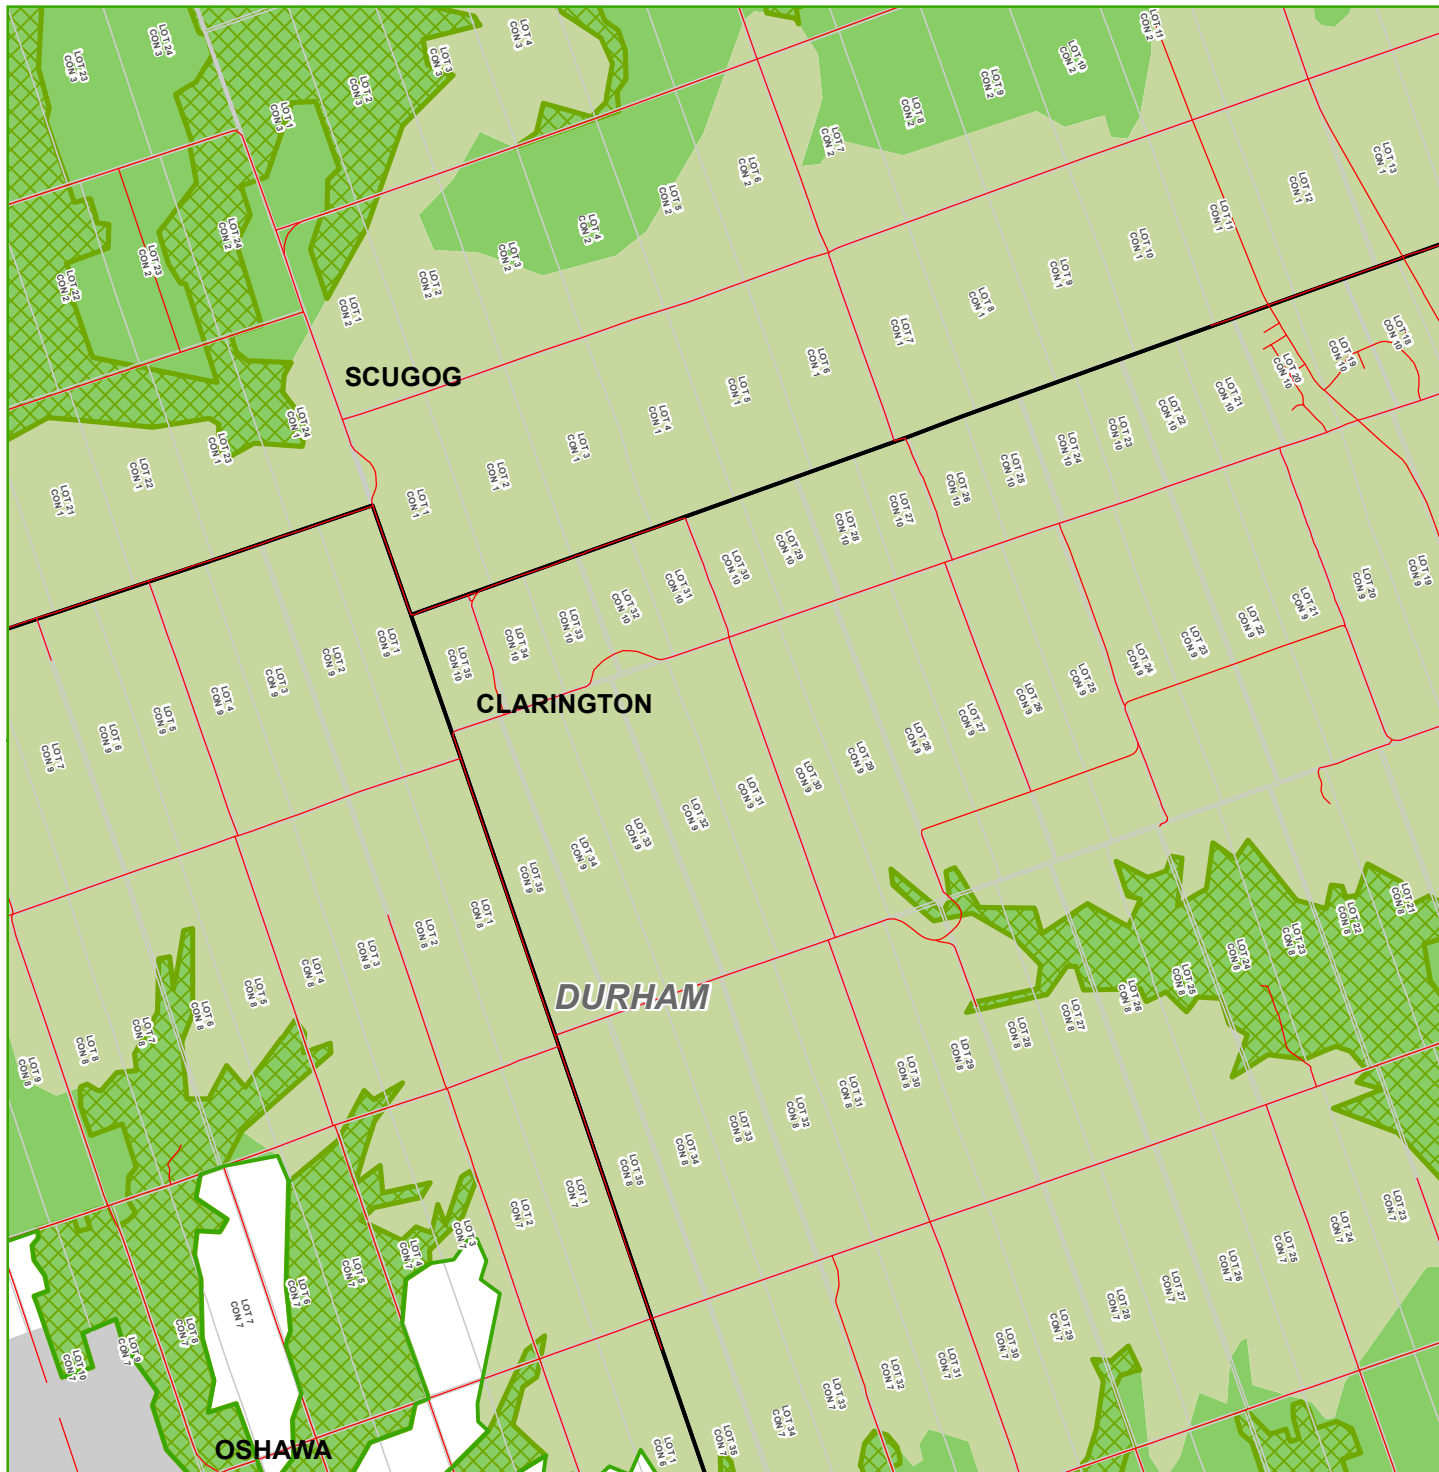 LOT 23
CON 3
LOT 24
CON 3
LOT 1
CON 3
LOT 2
CON 3
LOT 3
CON 3
LOT 4
CON 3
LOT 11
CON 2
LOT 10
CON 2
LOT 9
CON 2
LOT 8
CON 2
LOT 7
CON 2
LOT 6
CON 2
LOT 5
CON 2
LOT 4
CON 2
LOT 3
CON 2
LOT 2
CON 2
LOT 1
CON 2
LOT 24
CON 2
LOT 23
CON 2
LOT 22
CON 2
LOT 13
CON 1
LOT 12
CON 1
LOT 11
CON 1
LOT 10
CON 1
LOT 9
CON 1
LOT 8
CON 1
LOT 7
CON 1
LOT 6
CON 1
LOT 5
CON 1
LOT 4
CON 1
LOT 3
CON 1
LOT 2
CON 1
LOT 1
CON 1
SCUGOG
LOT 24
CON 1
LOT 23
CON 1
LOT 22
CON 1
LOT 21
CON 1
LOT 18
CON 10
LOT 19
CON 10
LOT 20
CON 10
LOT 21
CON 10
LOT 22
CON 10
LOT 23
CON 10
LOT 24
CON 10
LOT 25
CON 10
LOT 26
CON 10
LOT 27
CON 10
LOT 28
CON 10
LOT 29
CON 10
LOT 30
CON 10
LOT 31
CON 10
LOT 32
CON 10
LOT 33
CON 10
LOT 34
CON 10
LOT 35
CON 10
CLARINGTON
LOT 1
CON 9
LOT 2
CON 9
LOT 3
CON 9
LOT 4
CON 9
LOT 5
CON 9
LOT 6
CON 9
LOT 7
CON 9
LOT 19
CON 9
LOT 20
CON 9
LOT 21
CON 9
LOT 22
CON 9
LOT 23
CON 9
LOT 24
CON 9
LOT 25
CON 9
LOT 26
CON 9
LOT 27
CON 9
LOT 28
CON 9
LOT 29
CON 9
LOT 30
CON 9
LOT 31
CON 9
LOT 32
CON 9
LOT 33
CON 9
LOT 34
CON 9
LOT 35
CON 9
LOT 1
CON 8
LOT 2
CON 8
LOT 3
CON 8
LOT 4
CON 8
LOT 5
CON 8
LOT 6
CON 8
LOT 7
CON 8
LOT 8
CON 8
LOT 9
CON 8
DURHAM
LOT 21
CON 8
LOT 22
CON 8
LOT 23
CON 8
LOT 24
CON 8
LOT 25
CON 8
LOT 26
CON 8
LOT 27
CON 8
LOT 28
CON 8
LOT 29
CON 8
LOT 30
CON 8
LOT 31
CON 8
LOT 32
CON 8
LOT 33
CON 8
LOT 34
CON 8
LOT 35
CON 8
LOT 1
CON 7
LOT 2
CON 7
LOT 3
CON 7
LOT 4
CON 7
LOT 5
CON 7
LOT 6
CON 7
LOT 7
CON 7
LOT 8
CON 7
LOT 9
CON 7
LOT 10
CON 7
LOT 23
CON 7
LOT 24
CON 7
LOT 25
CON 7
LOT 26
CON 7
LOT 27
CON 7
LOT 28
CON 7
LOT 29
CON 7
LOT 30
CON 7
LOT 31
CON 7
LOT 32
CON 7
LOT 33
CON 7
LOT 34
CON 7
LOT 35
CON 7
LOT 1
CON 6
OSHAWA